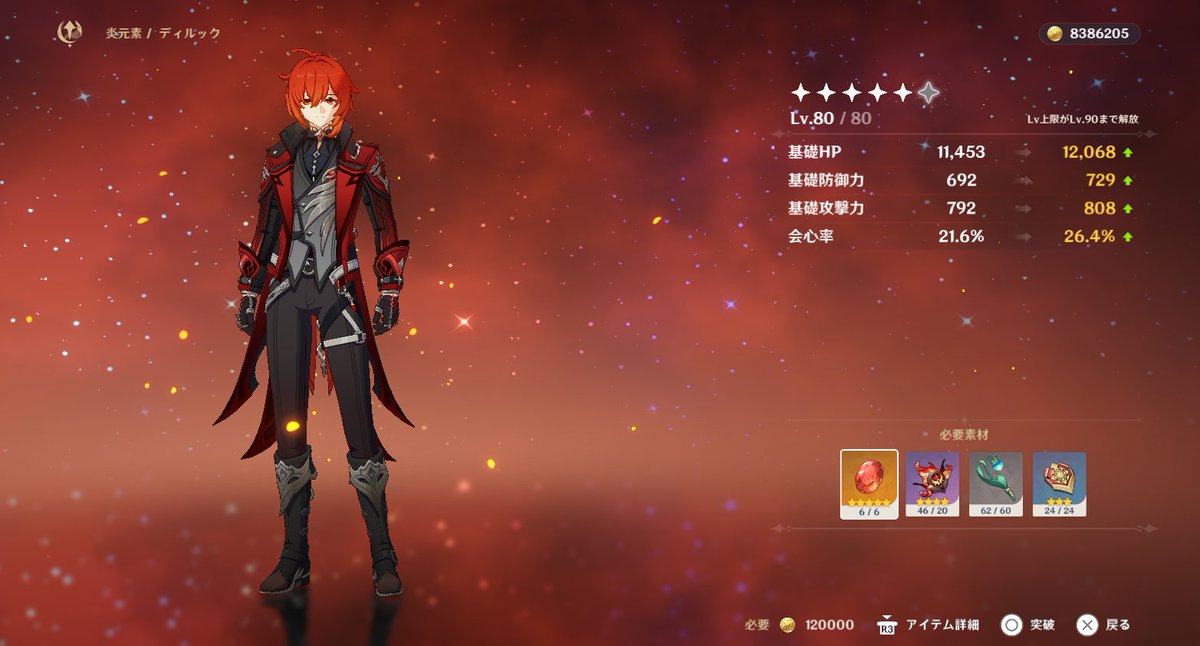 炎元素 / ディルック
8386205
Lv.80 / 80
Lv上限がLv.90まで解放
基礎HP 11,453 12,068
基礎防御力 692 729
基礎攻撃力 792 808
会心率 21.6% 26.4%
必要素材
6 / 6 46 / 20 62 / 60 24 / 24
必要 120000 R3 アイテム詳細 突破 戻る